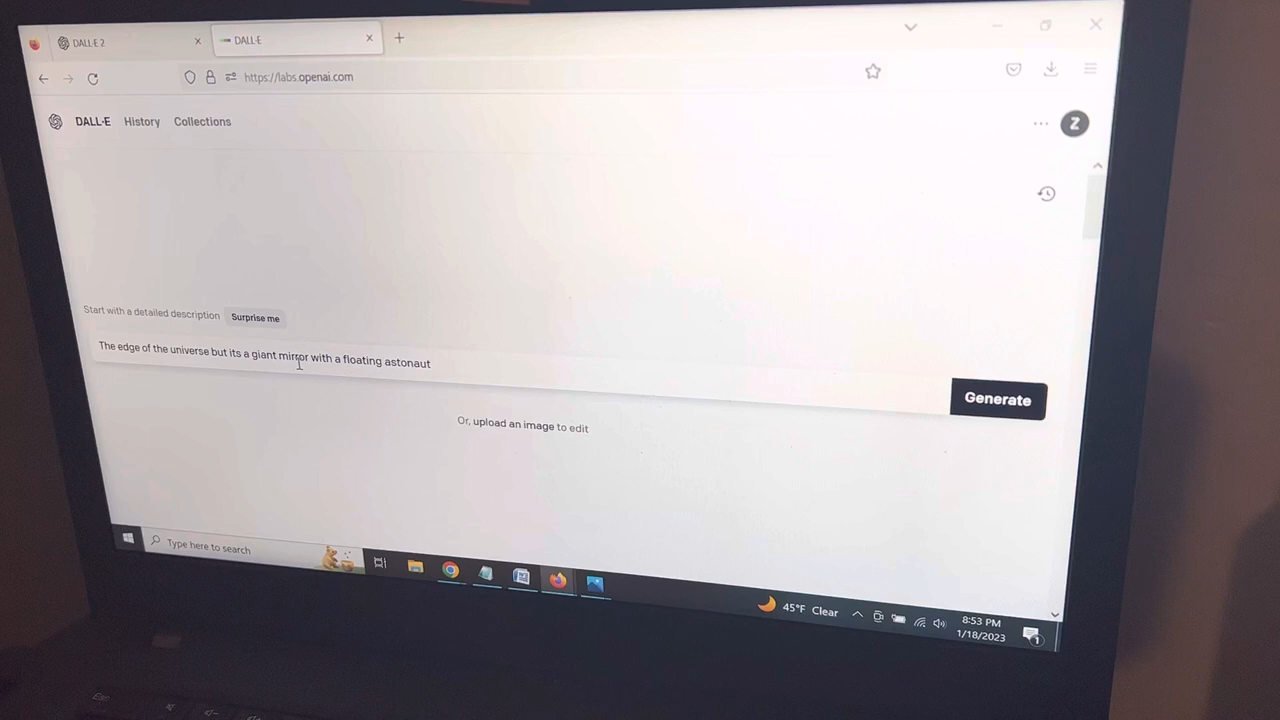 DALL·E 2
DALL·E
https://labs.openai.com
DALL·E History Collections
Z
Start with a detailed description Surprise me
The edge of the universe but its a giant mirror with a floating astonaut
Generate
Or, upload an image to edit
Type here to search
45°F Clear
8:53 PM
1/18/2023
1
Esc